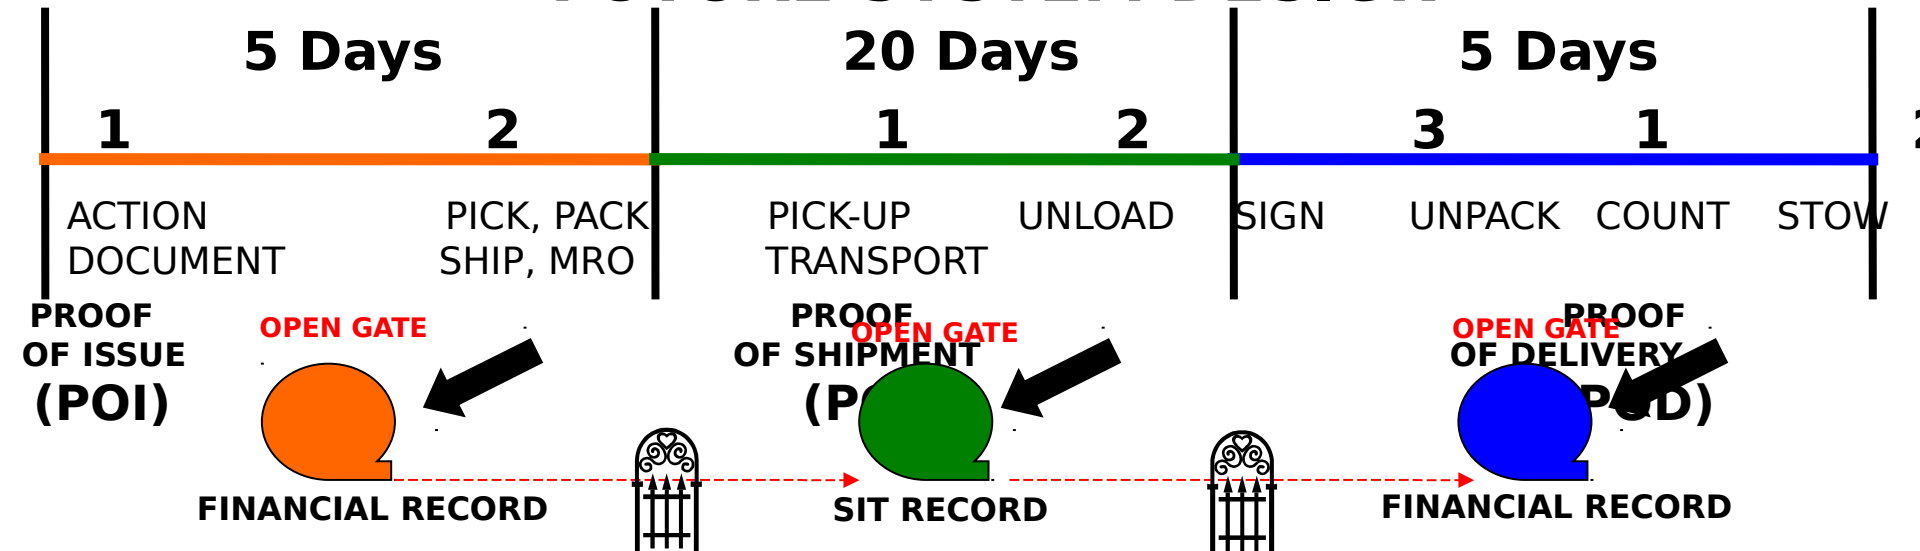 5 Days 20 Days 5 Days
1 2 1 2 3 1
ACTION PICK, PACK PICK-UP UNLOAD SIGN UNPACK COUNT STOW
DOCUMENT SHIP, MRO TRANSPORT
PROOF PROOF PROOF
OPEN GATE OPEN GATE OPEN GATE
OF ISSUE OF SHIPMENT OF DELIVERY
(POI)
FINANCIAL RECORD SIT RECORD FINANCIAL RECORD